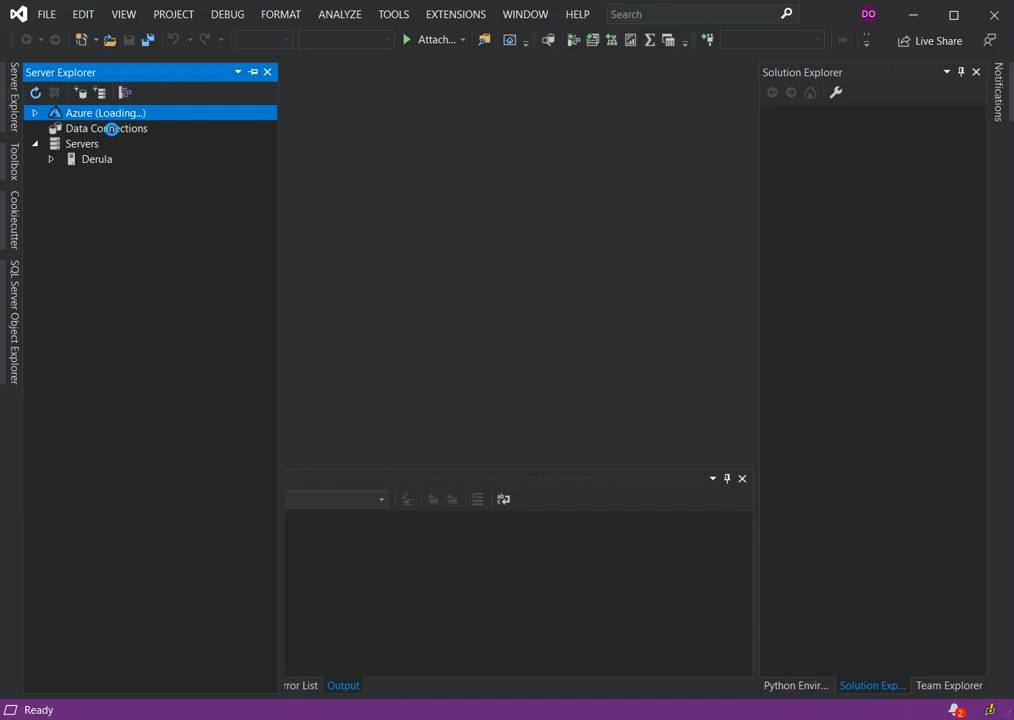 FILE EDIT VIEW PROJECT DEBUG FORMAT ANALYZE TOOLS EXTENSIONS WINDOW HELP Search DO
Attach... Live Share
Server Explorer
Azure (Loading...)
Data Connections
Servers
Derula
Server Explorer
Toolbox
Cookiecutter
SQL Server Object Explorer
Solution Explorer
Notifications
rror List Output
Python Envir... Solution Exp... Team Explorer
Ready 2